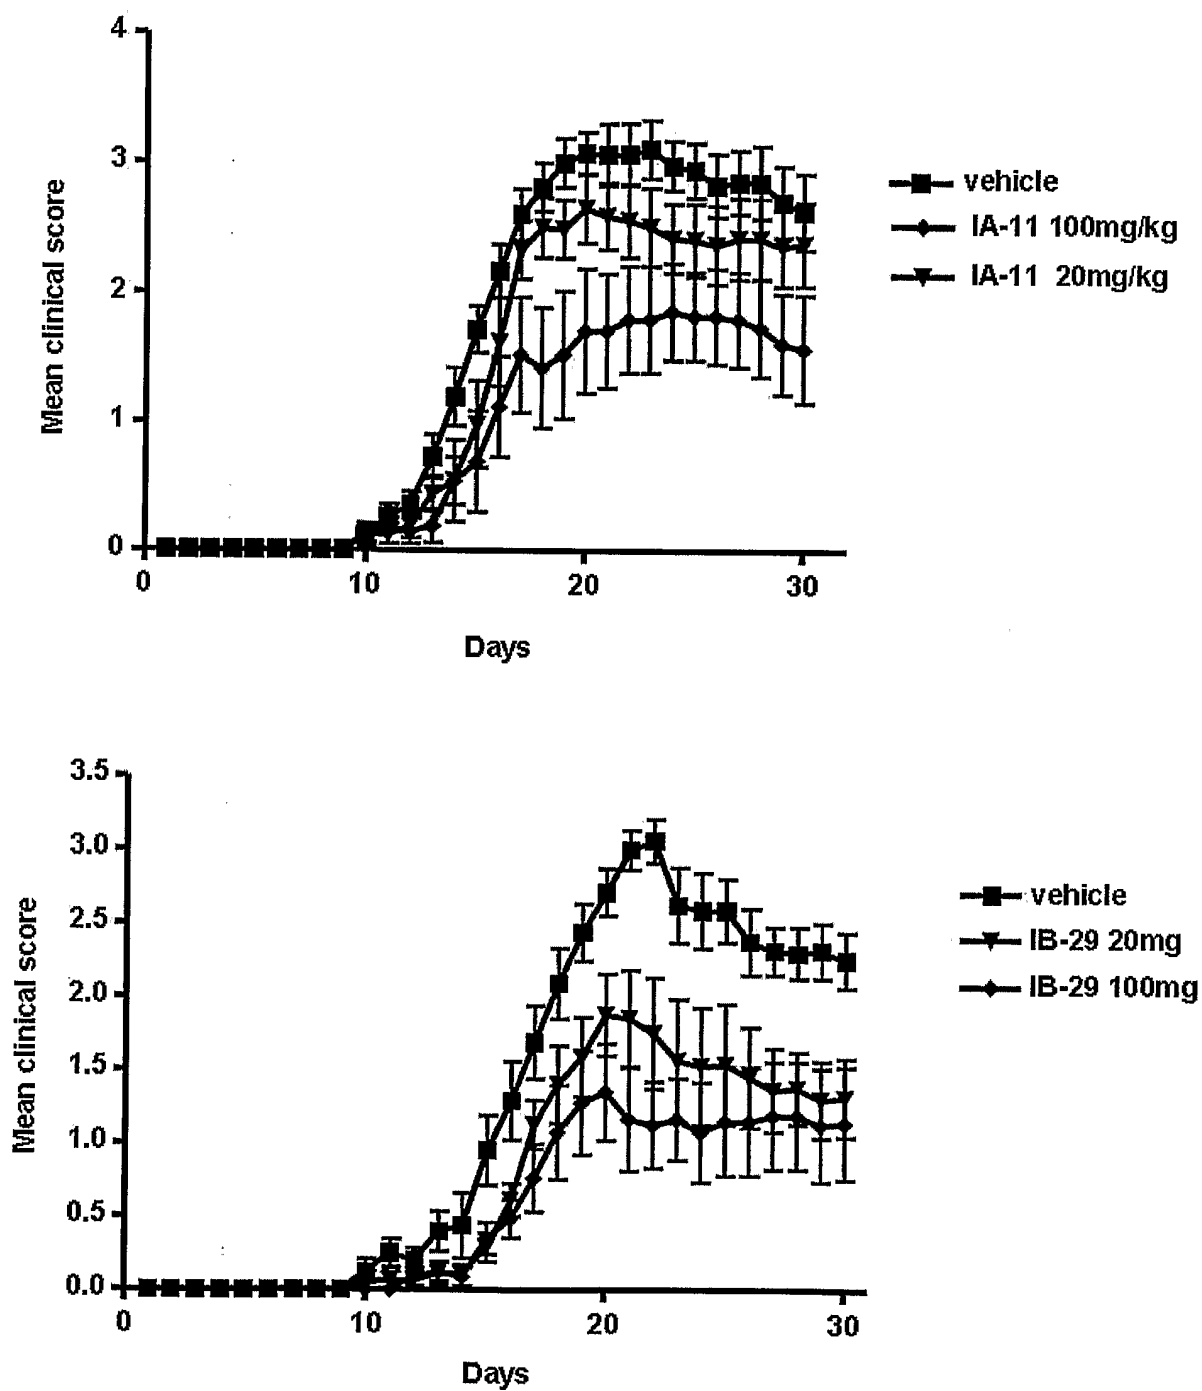 4
3
2
1
0
0 10 20 30
Mean clinical score
Days
vehicle
IA-11 100mg/kg
IA-11 20mg/kg
3.5
3.0
2.5
2.0
1.5
1.0
0.5
0.0
0 10 20 30
Mean clinical score
Days
vehicle
IB-29 20mg
IB-29 100mg